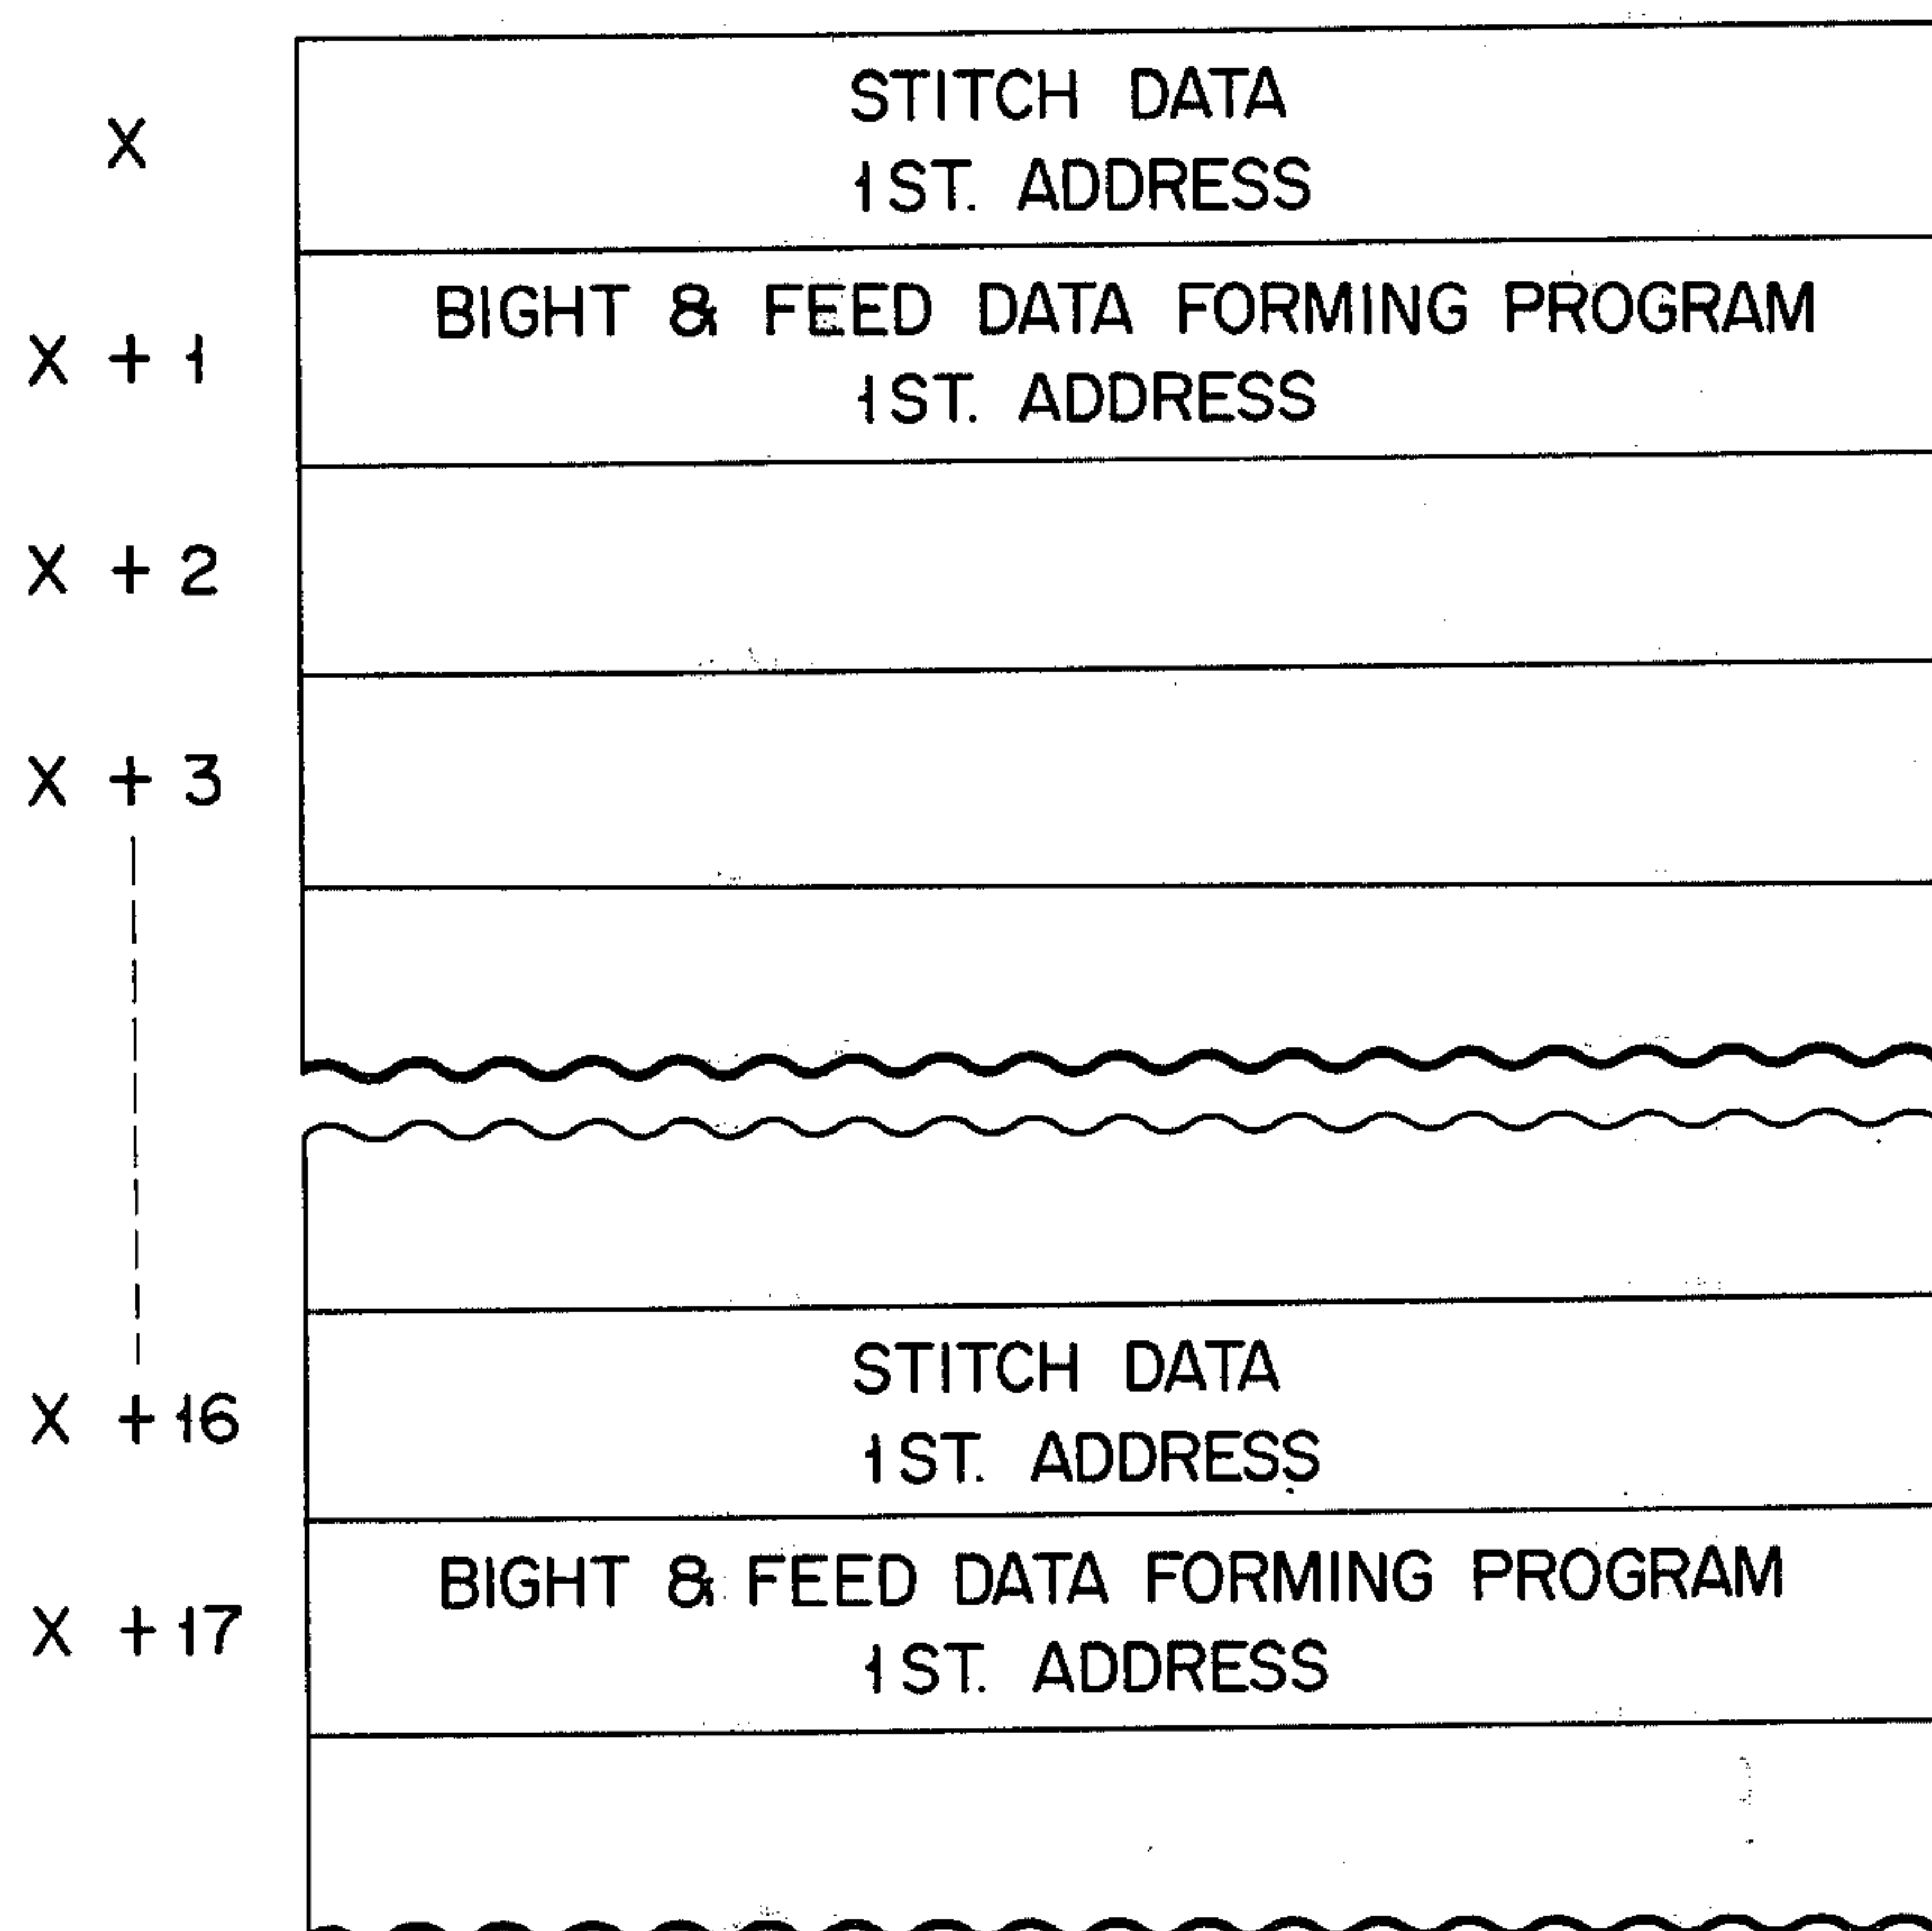 X
STITCH DATA
1ST. ADDRESS
X + 1
BIGHT & FEED DATA FORMING PROGRAM
1ST. ADDRESS
X + 2
X + 3
X + 16
STITCH DATA
1ST. ADDRESS
X + 17
BIGHT & FEED DATA FORMING PROGRAM
1ST. ADDRESS